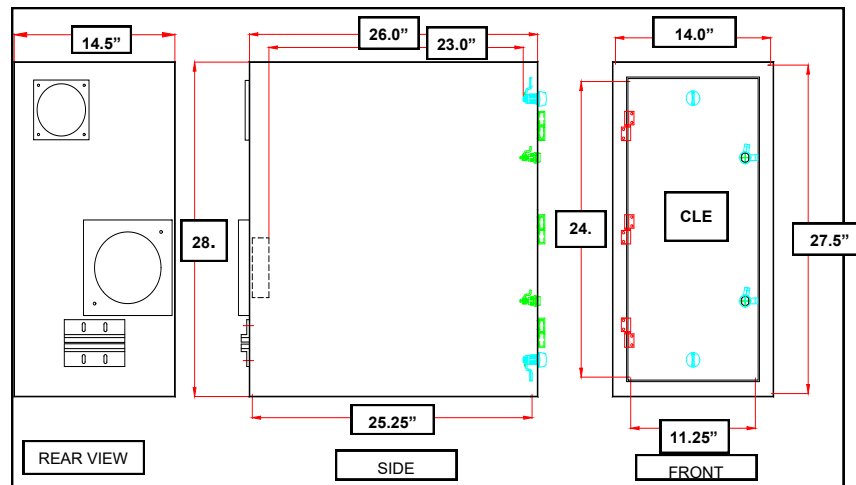 14.5”
26.0”
23.0”
14.0”
28.
24.
CLE
27.5”
25.25”
11.25”
REAR VIEW
SIDE
FRONT